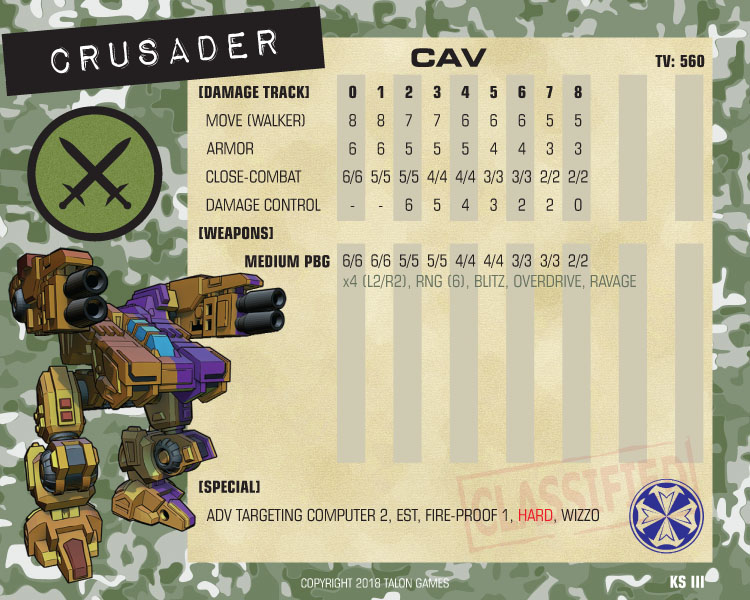 CRUSADER
CAV
TV: 560
[DAMAGE TRACK] 0 1 2 3 4 5 6 7 8
MOVE (WALKER) 8 8 7 7 6 6 6 5 5
ARMOR 6 6 5 5 5 4 4 3 3
CLOSE-COMBAT 6/6 5/5 5/5 4/4 4/4 3/3 3/3 2/2 2/2
DAMAGE CONTROL - - 6 5 4 3 2 2 0
[WEAPONS]
MEDIUM PBG 6/6 6/6 5/5 5/5 4/4 4/4 3/3 3/3 2/2
x4 (L2/R2), RNG (6), BLITZ, OVERDRIVE, RAVAGE
[SPECIAL]
CLASSIFIED
ADV TARGETING COMPUTER 2, EST, FIRE-PROOF 1, HARD, WIZZO
COPYRIGHT 2018 TALON GAMES
KS III